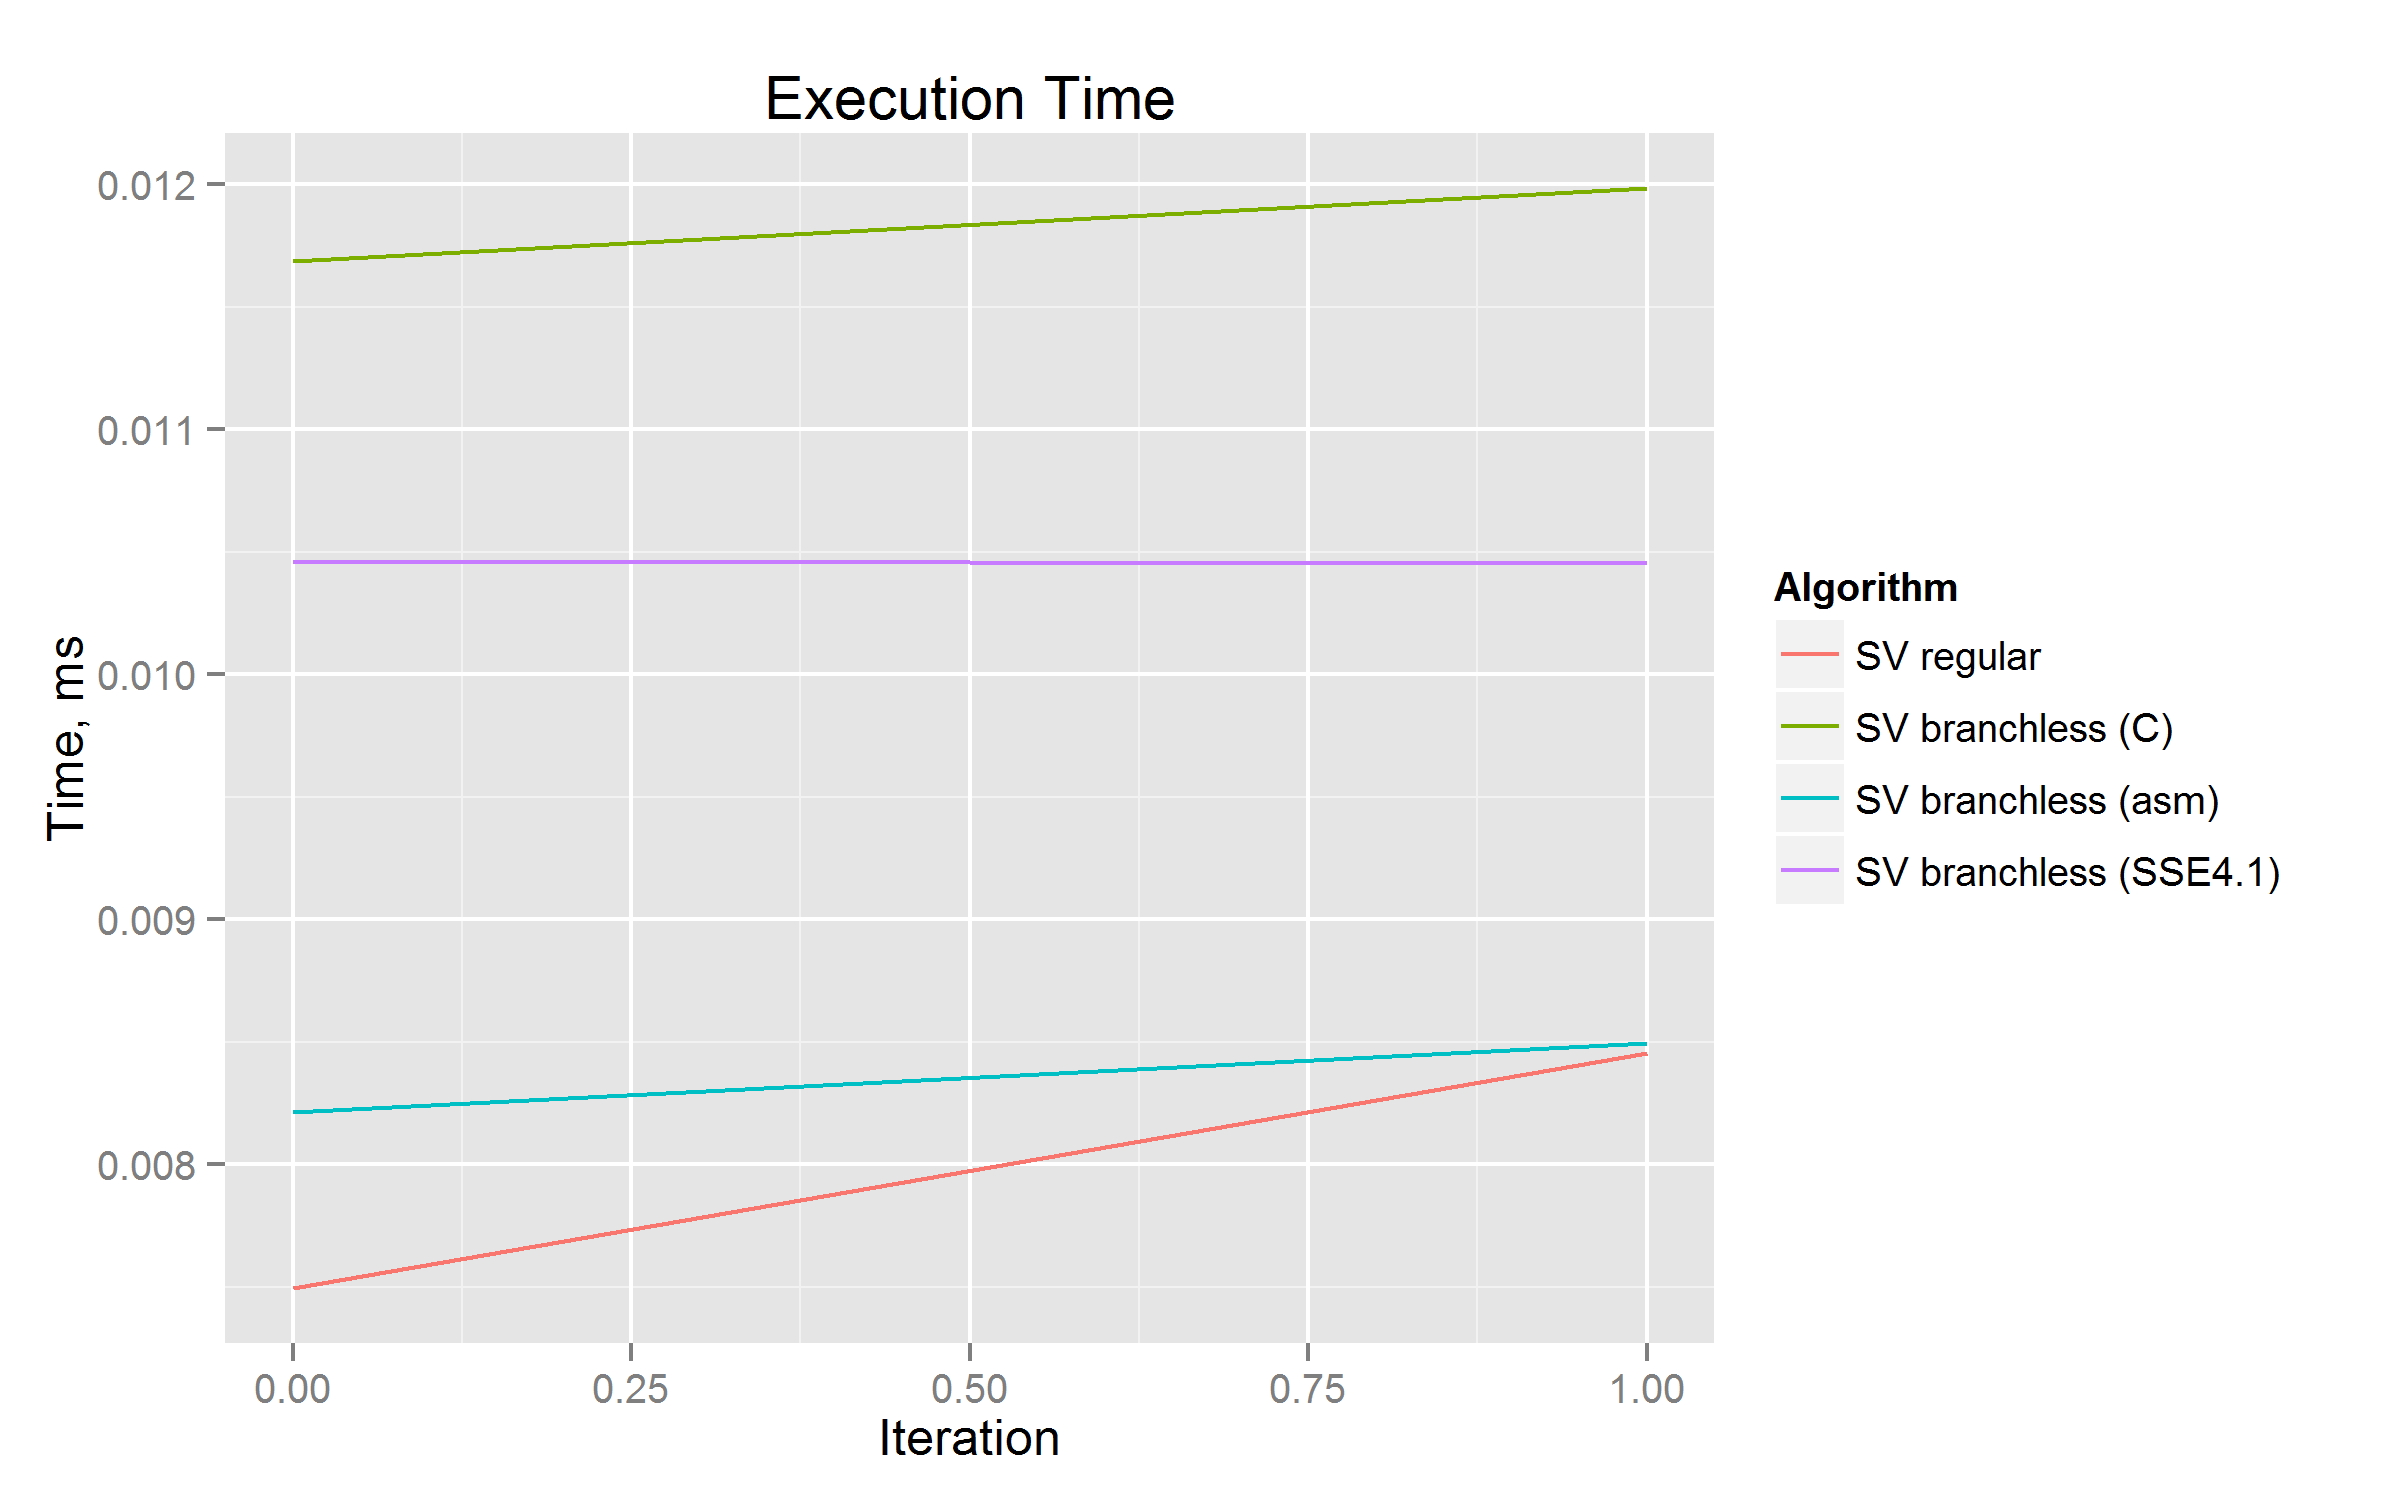 Execution Time
0.012
0.011
0.010
0.009
0.008
Time, ms
0.00 0.25 0.50 0.75 1.00
Iteration
Algorithm
SV regular
SV branchless (C)
SV branchless (asm)
SV branchless (SSE4.1)